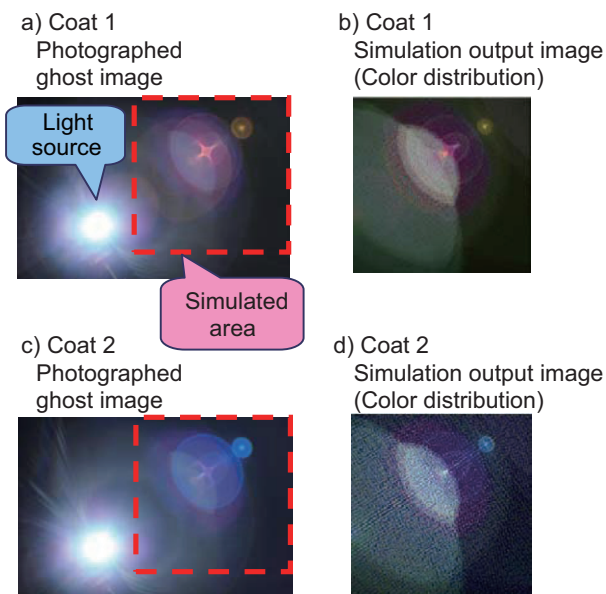 a) Coat 1
Photographed
ghost image
b) Coat 1
Simulation output image
(Color distribution)
Light
source
Simulated
area
c) Coat 2
Photographed
ghost image
d) Coat 2
Simulation output image
(Color distribution)